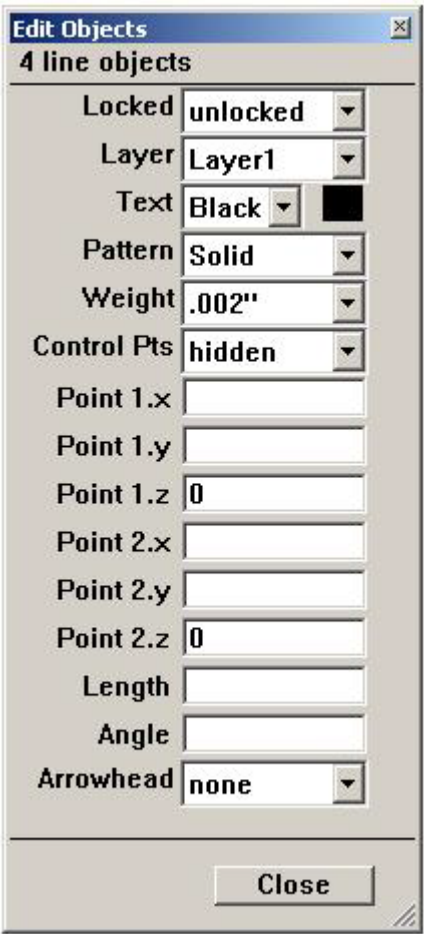 Edit Objects
4 line objects
Locked unlocked
Layer Layer1
Text Black
Pattern Solid
Weight .002"
Control Pts hidden
Point 1.x
Point 1.y
Point 1.z 0
Point 2.x
Point 2.y
Point 2.z 0
Length
Angle
Arrowhead none
Close